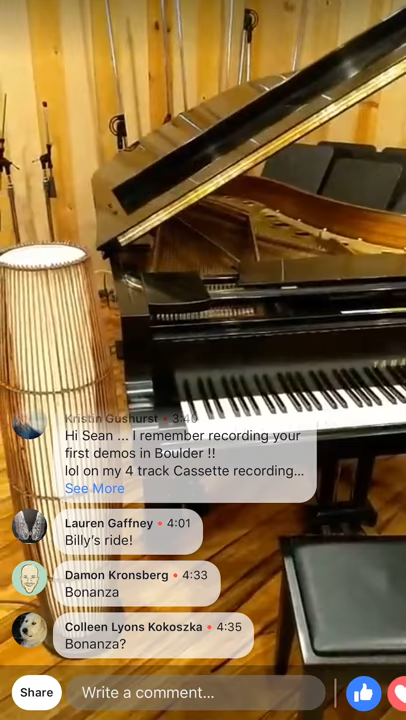 Kristin Gushurst • 3:40
Hi Sean ... I remember recording your
first demos in Boulder !!
lol on my 4 track Cassette recording...
See More
Lauren Gaffney • 4:01
Billy's ride!
Damon Kronsberg • 4:33
Bonanza
Colleen Lyons Kokoszka • 4:35
Bonanza?
Share
Write a comment...